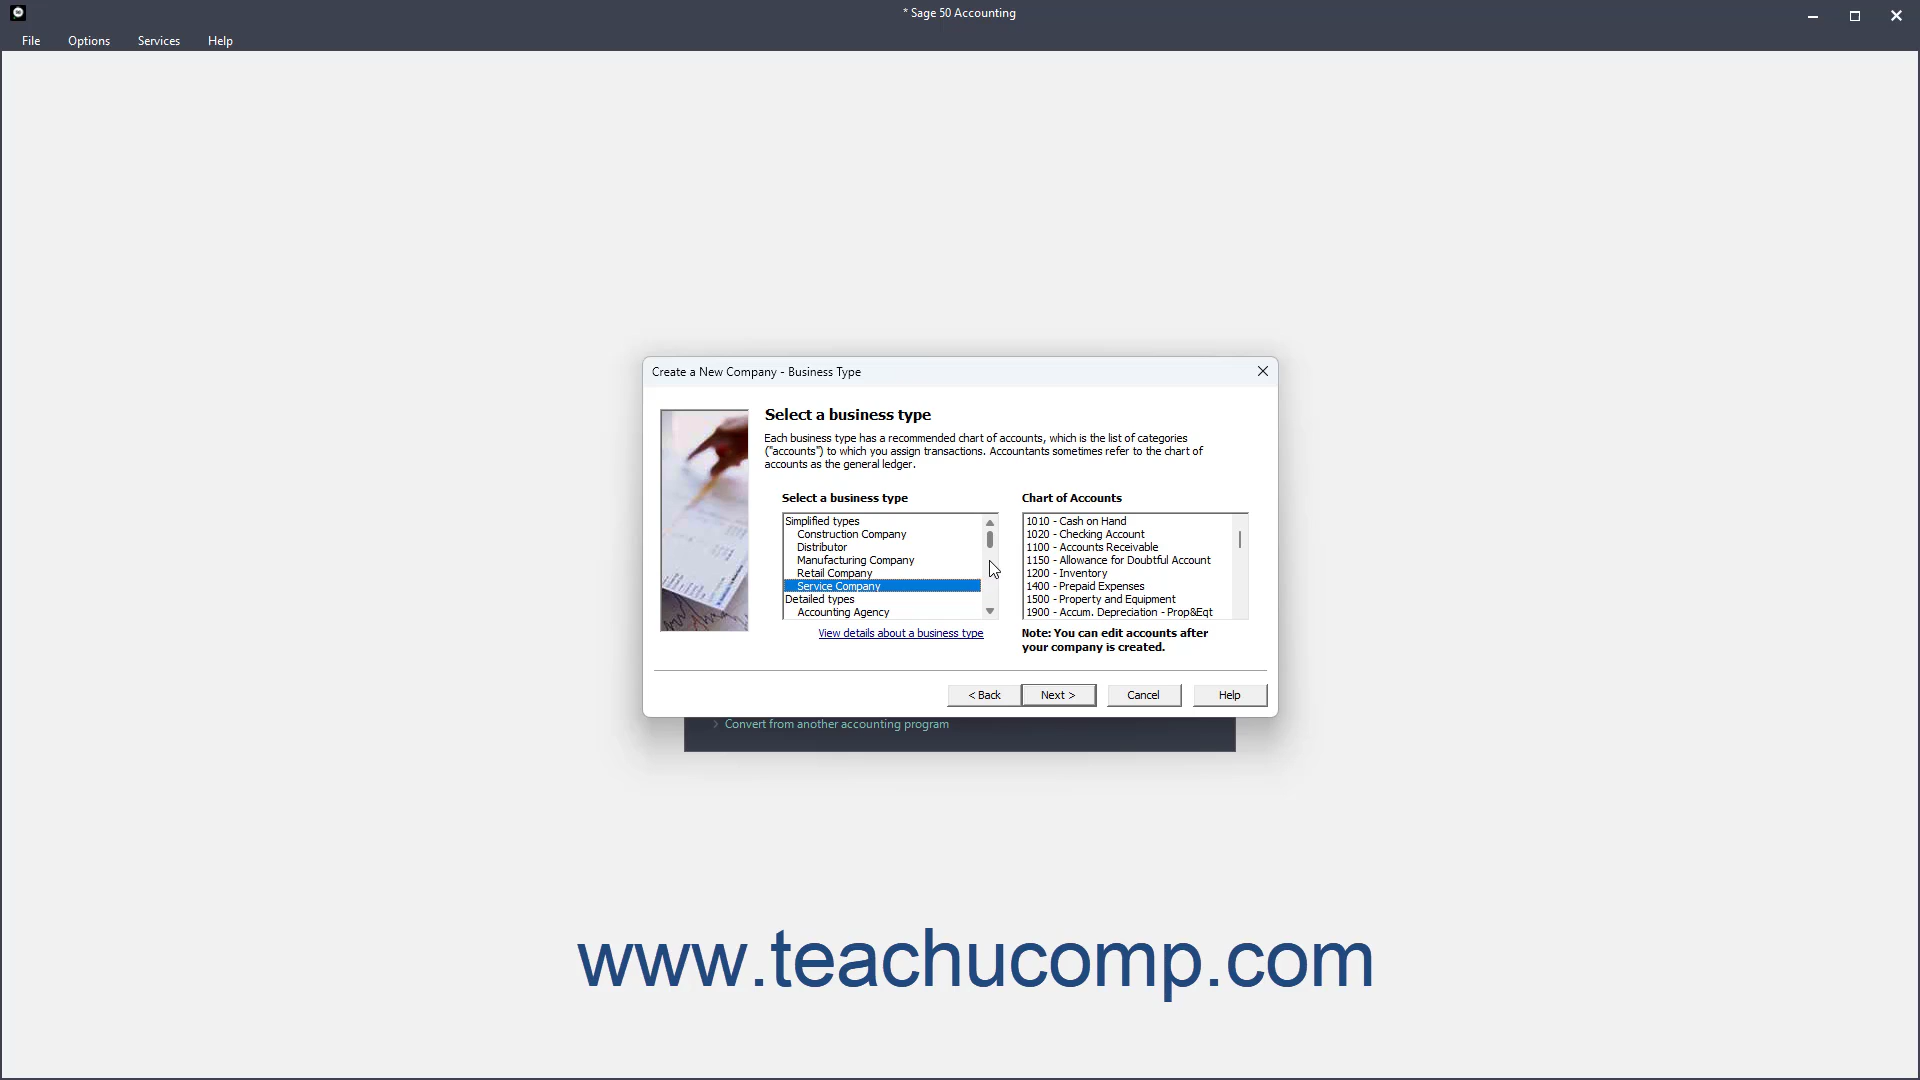 * Sage 50 Accounting
File Options Services Help
Create a New Company - Business Type
Select a business type
Each business type has a recommended chart of accounts, which is the list of categories
("accounts") to which you assign transactions. Accountants sometimes refer to the chart of
accounts as the general ledger.
Select a business type
Simplified types
Construction Company
Distributor
Manufacturing Company
Retail Company
Service Company
Detailed types
Accounting Agency
View details about a business type
Chart of Accounts
1010 - Cash on Hand
1020 - Checking Account
1100 - Accounts Receivable
1150 - Allowance for Doubtful Account
1200 - Inventory
1400 - Prepaid Expenses
1500 - Property and Equipment
1900 - Accum. Depreciation - Prop&Eqt
Note: You can edit accounts after
your company is created.
< Back Next > Cancel Help
> Convert from another accounting program
www.teachucomp.com